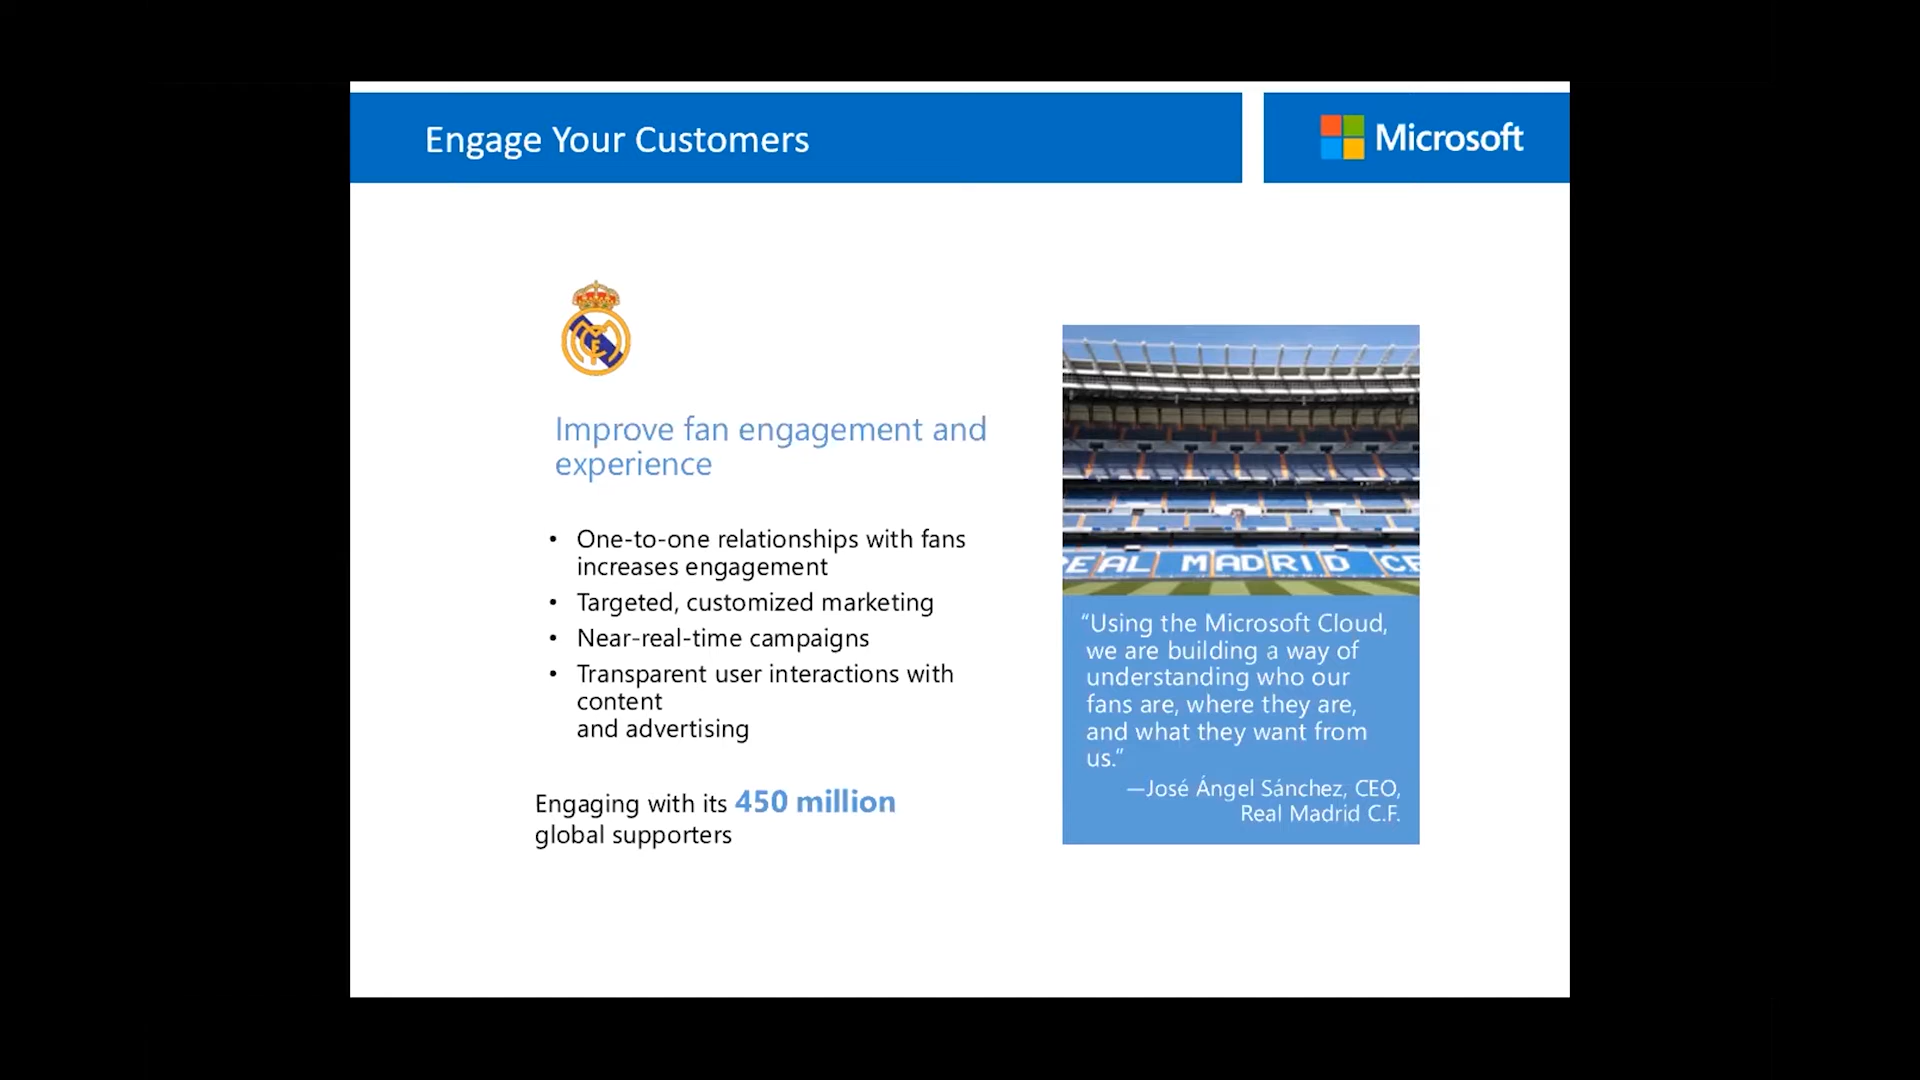 Engage Your Customers
Microsoft
Improve fan engagement and
experience
• One-to-one relationships with fans
increases engagement
• Targeted, customized marketing
• Near-real-time campaigns
• Transparent user interactions with
content
and advertising
Engaging with its 450 million
global supporters
EAL MADRID CF
“Using the Microsoft Cloud,
we are building a way of
understanding who our
fans are, where they are,
and what they want from
us.”
—José Ángel Sánchez, CEO,
Real Madrid C.F.